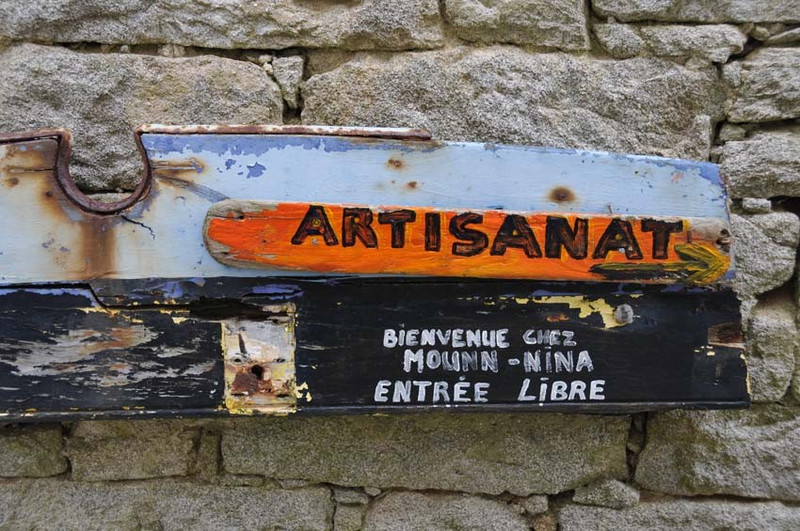 ARTISANAT
BIENVENUE CHEZ
MOUNN-NINA
ENTRÉE LIBRE